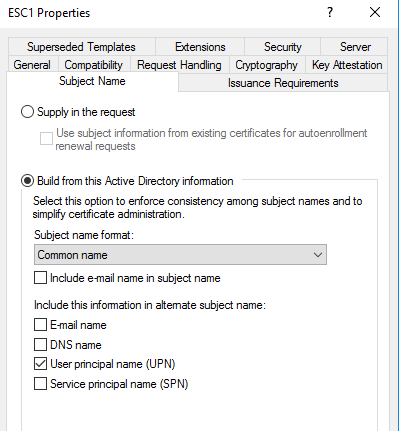 ESC1 Properties
Superseded Templates Extensions Security Server
General Compatibility Request Handling Cryptography Key Attestation
Subject Name Issuance Requirements
Supply in the request
Use subject information from existing certificates for autoenrollment
renewal requests
Build from this Active Directory information
Select this option to enforce consistency among subject names and to
simplify certificate administration.
Subject name format:
Common name
Include e-mail name in subject name
Include this information in alternate subject name:
E-mail name
DNS name
User principal name (UPN)
Service principal name (SPN)